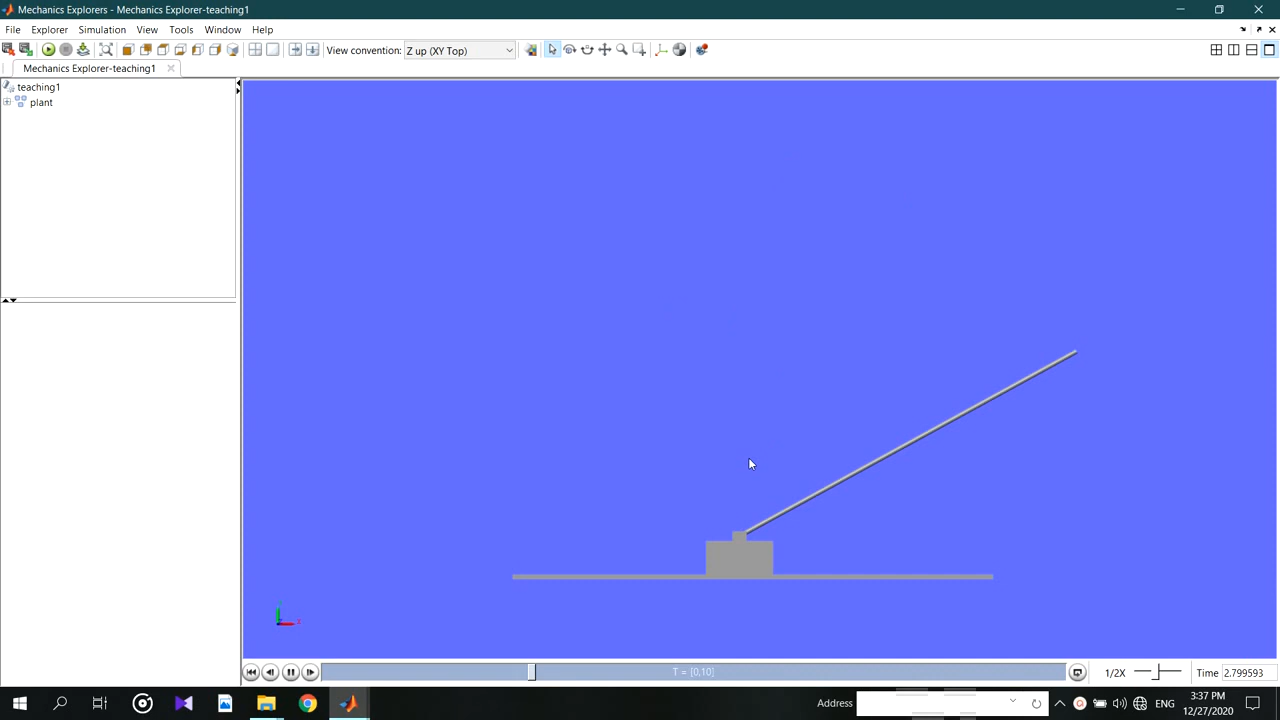 Mechanics Explorers - Mechanics Explorer-teaching1
File Explorer Simulation View Tools Window Help
View convention: Z up (XY Top)
Mechanics Explorer-teaching1
teaching1
plant
T = [0,10]
1/2X
Time 2.799593
Address
ENG
3:37 PM
12/27/2020